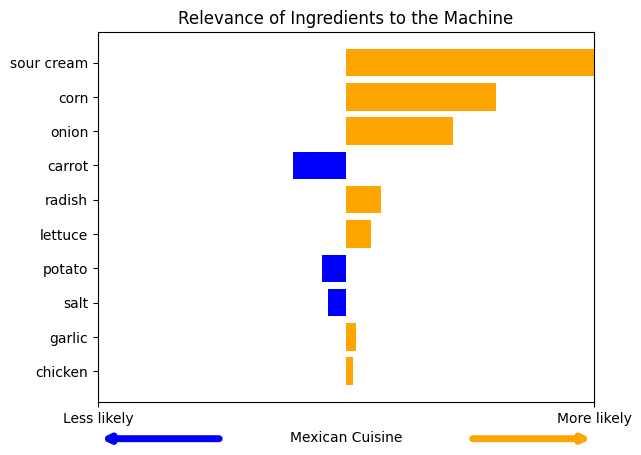 Relevance of Ingredients to the Machine
sour cream
corn
onion
carrot
radish
lettuce
potato
salt
garlic
chicken
Less likely
More likely
Mexican Cuisine